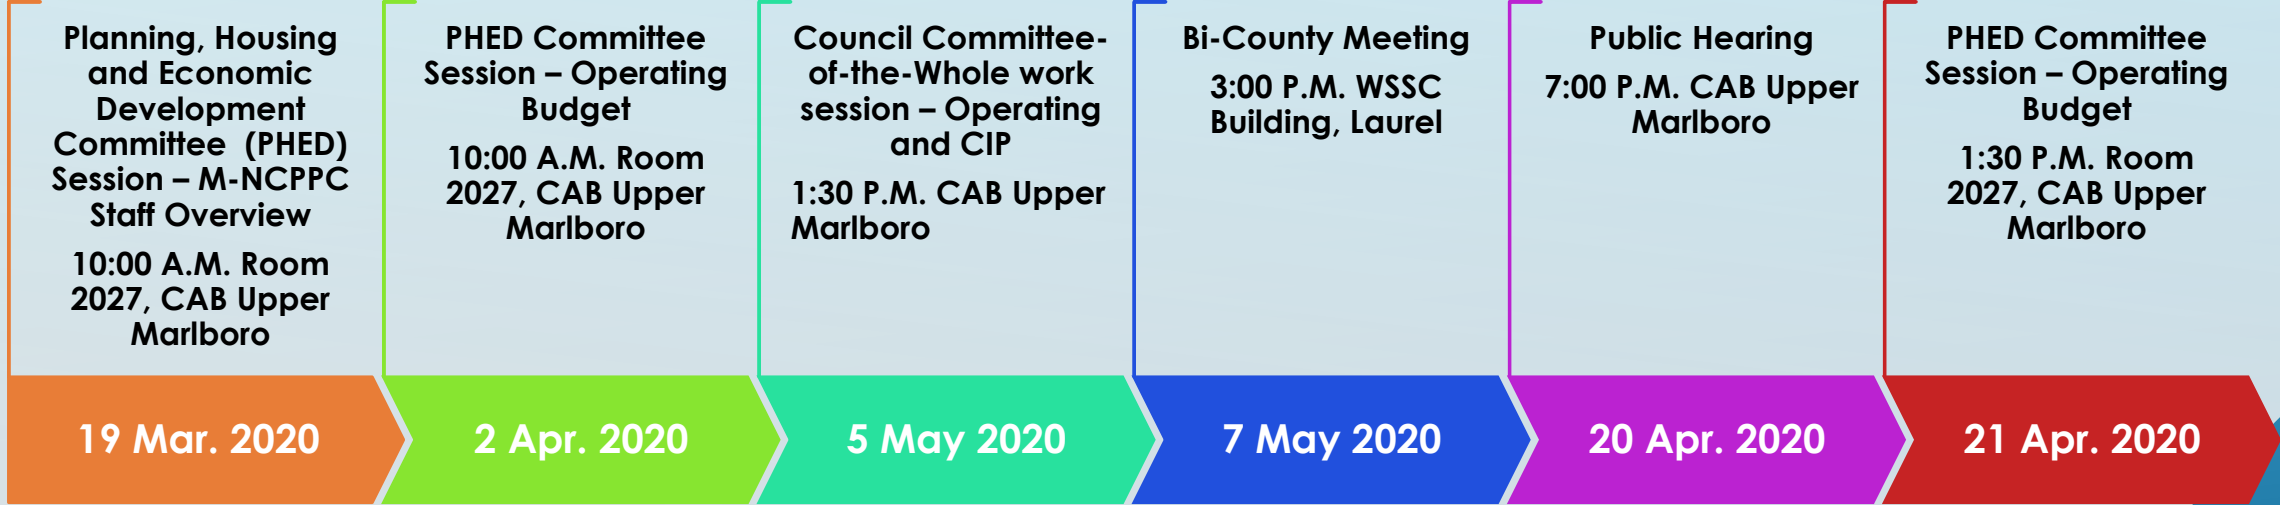 Planning, Housing
and Economic
Development
Committee  (PHED)
Session – M-NCPPC
Staff Overview
10:00 A.M. Room
2027, CAB Upper
Marlboro
19 Mar. 2020
PHED Committee
Session – Operating
Budget
10:00 A.M. Room
2027, CAB Upper
Marlboro
2 Apr. 2020
Council Committee-
of-the-Whole work
session – Operating
and CIP
1:30 P.M. CAB Upper
Marlboro
5 May 2020
Bi-County Meeting
3:00 P.M. WSSC
Building, Laurel
7 May 2020
Public Hearing
7:00 P.M. CAB Upper
Marlboro
20 Apr. 2020
PHED Committee
Session – Operating
Budget
1:30 P.M. Room
2027, CAB Upper
Marlboro
21 Apr. 2020